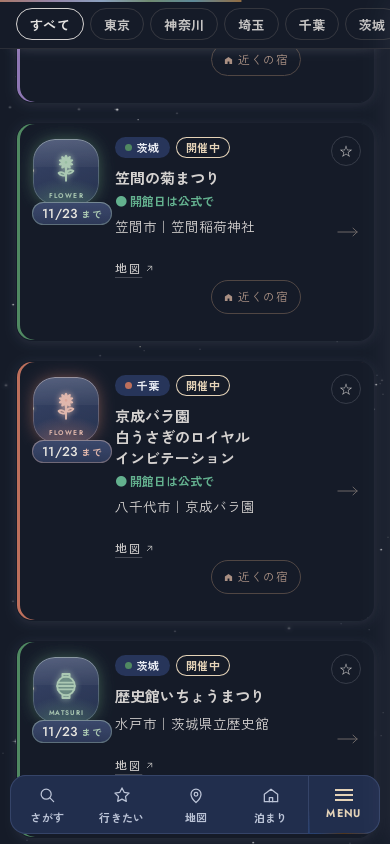 すべて
東京
神奈川
埼玉
千葉
茨城
近くの宿
FLOWER
11/23 まで
茨城
開催中
笠間の菊まつり
開館日は公式で
笠間市｜笠間稲荷神社
地図
近くの宿
FLOWER
11/23 まで
千葉
開催中
京成バラ園
白うさぎのロイヤル
インビテーション
開館日は公式で
八千代市｜京成バラ園
地図
近くの宿
MATSURI
11/23 まで
茨城
開催中
歴史館いちょうまつり
水戸市｜茨城県立歴史館
地図
さがす
行きたい
地図
泊まり
MENU